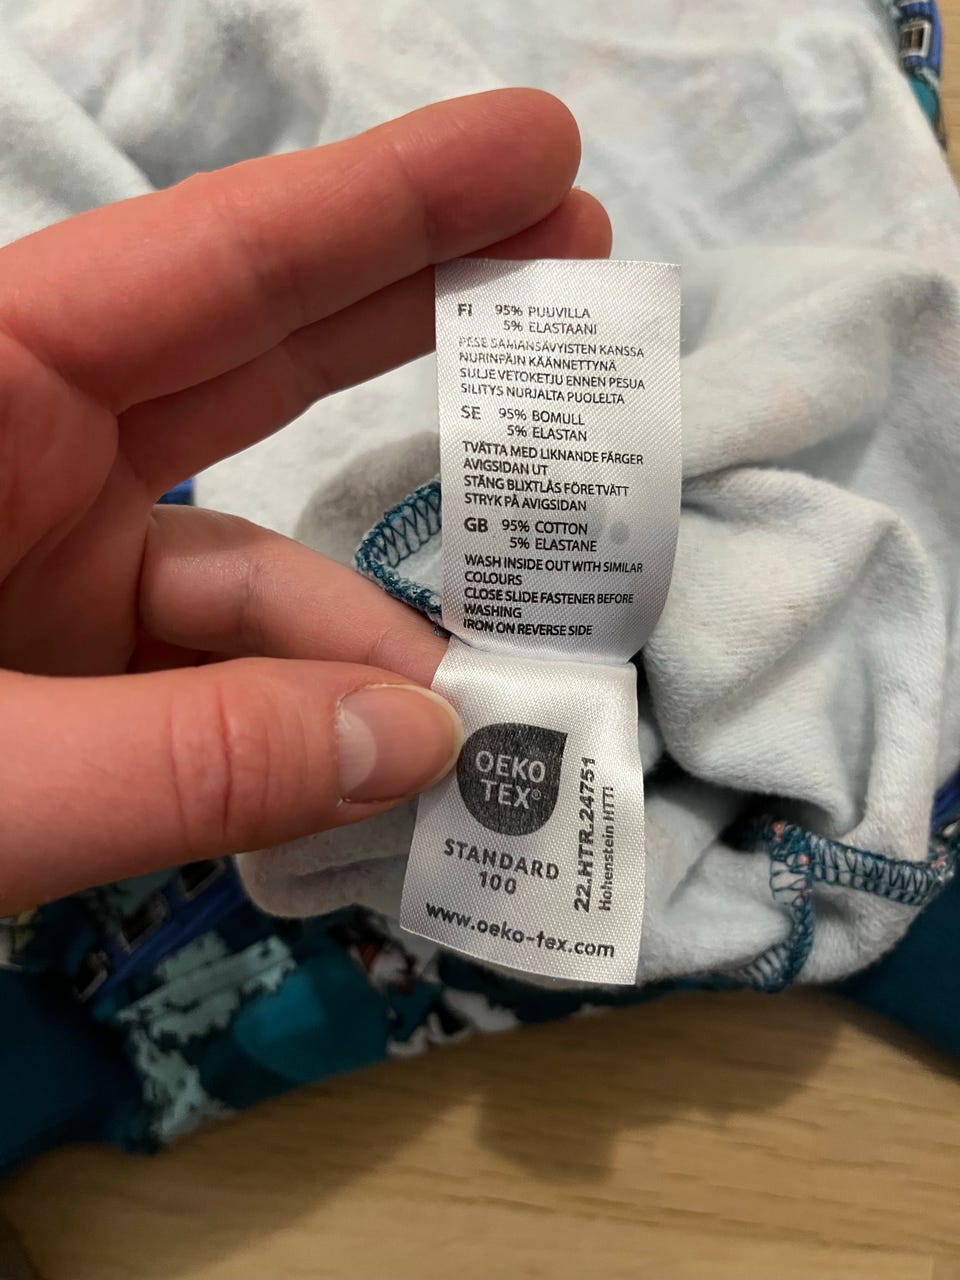 FI 95% PUUVILLA
5% ELASTAANI
PESE SAMANSÄVYISTEN KANSSA
NURINPÄIN KÄÄNNETTYNÄ
SULJE VETOKETJU ENNEN PESUA
SILITYS NURJALTA PUOLELTA
SE 95% BOMULL
5% ELASTAN
TVÄTTA MED LIKNANDE FÄRGER
AVIGSIDAN UT
STÄNG BLIXTLÅS FÖRE TVÄTT
STRYK PÅ AVIGSIDAN
GB 95% COTTON
5% ELASTANE
WASH INSIDE OUT WITH SIMILAR
COLOURS
CLOSE SLIDE FASTENER BEFORE
WASHING
IRON ON REVERSE SIDE
OEKO
TEX®
STANDARD
100
22.HTR.24751
Hohenstein HTTI
www.oeko-tex.com